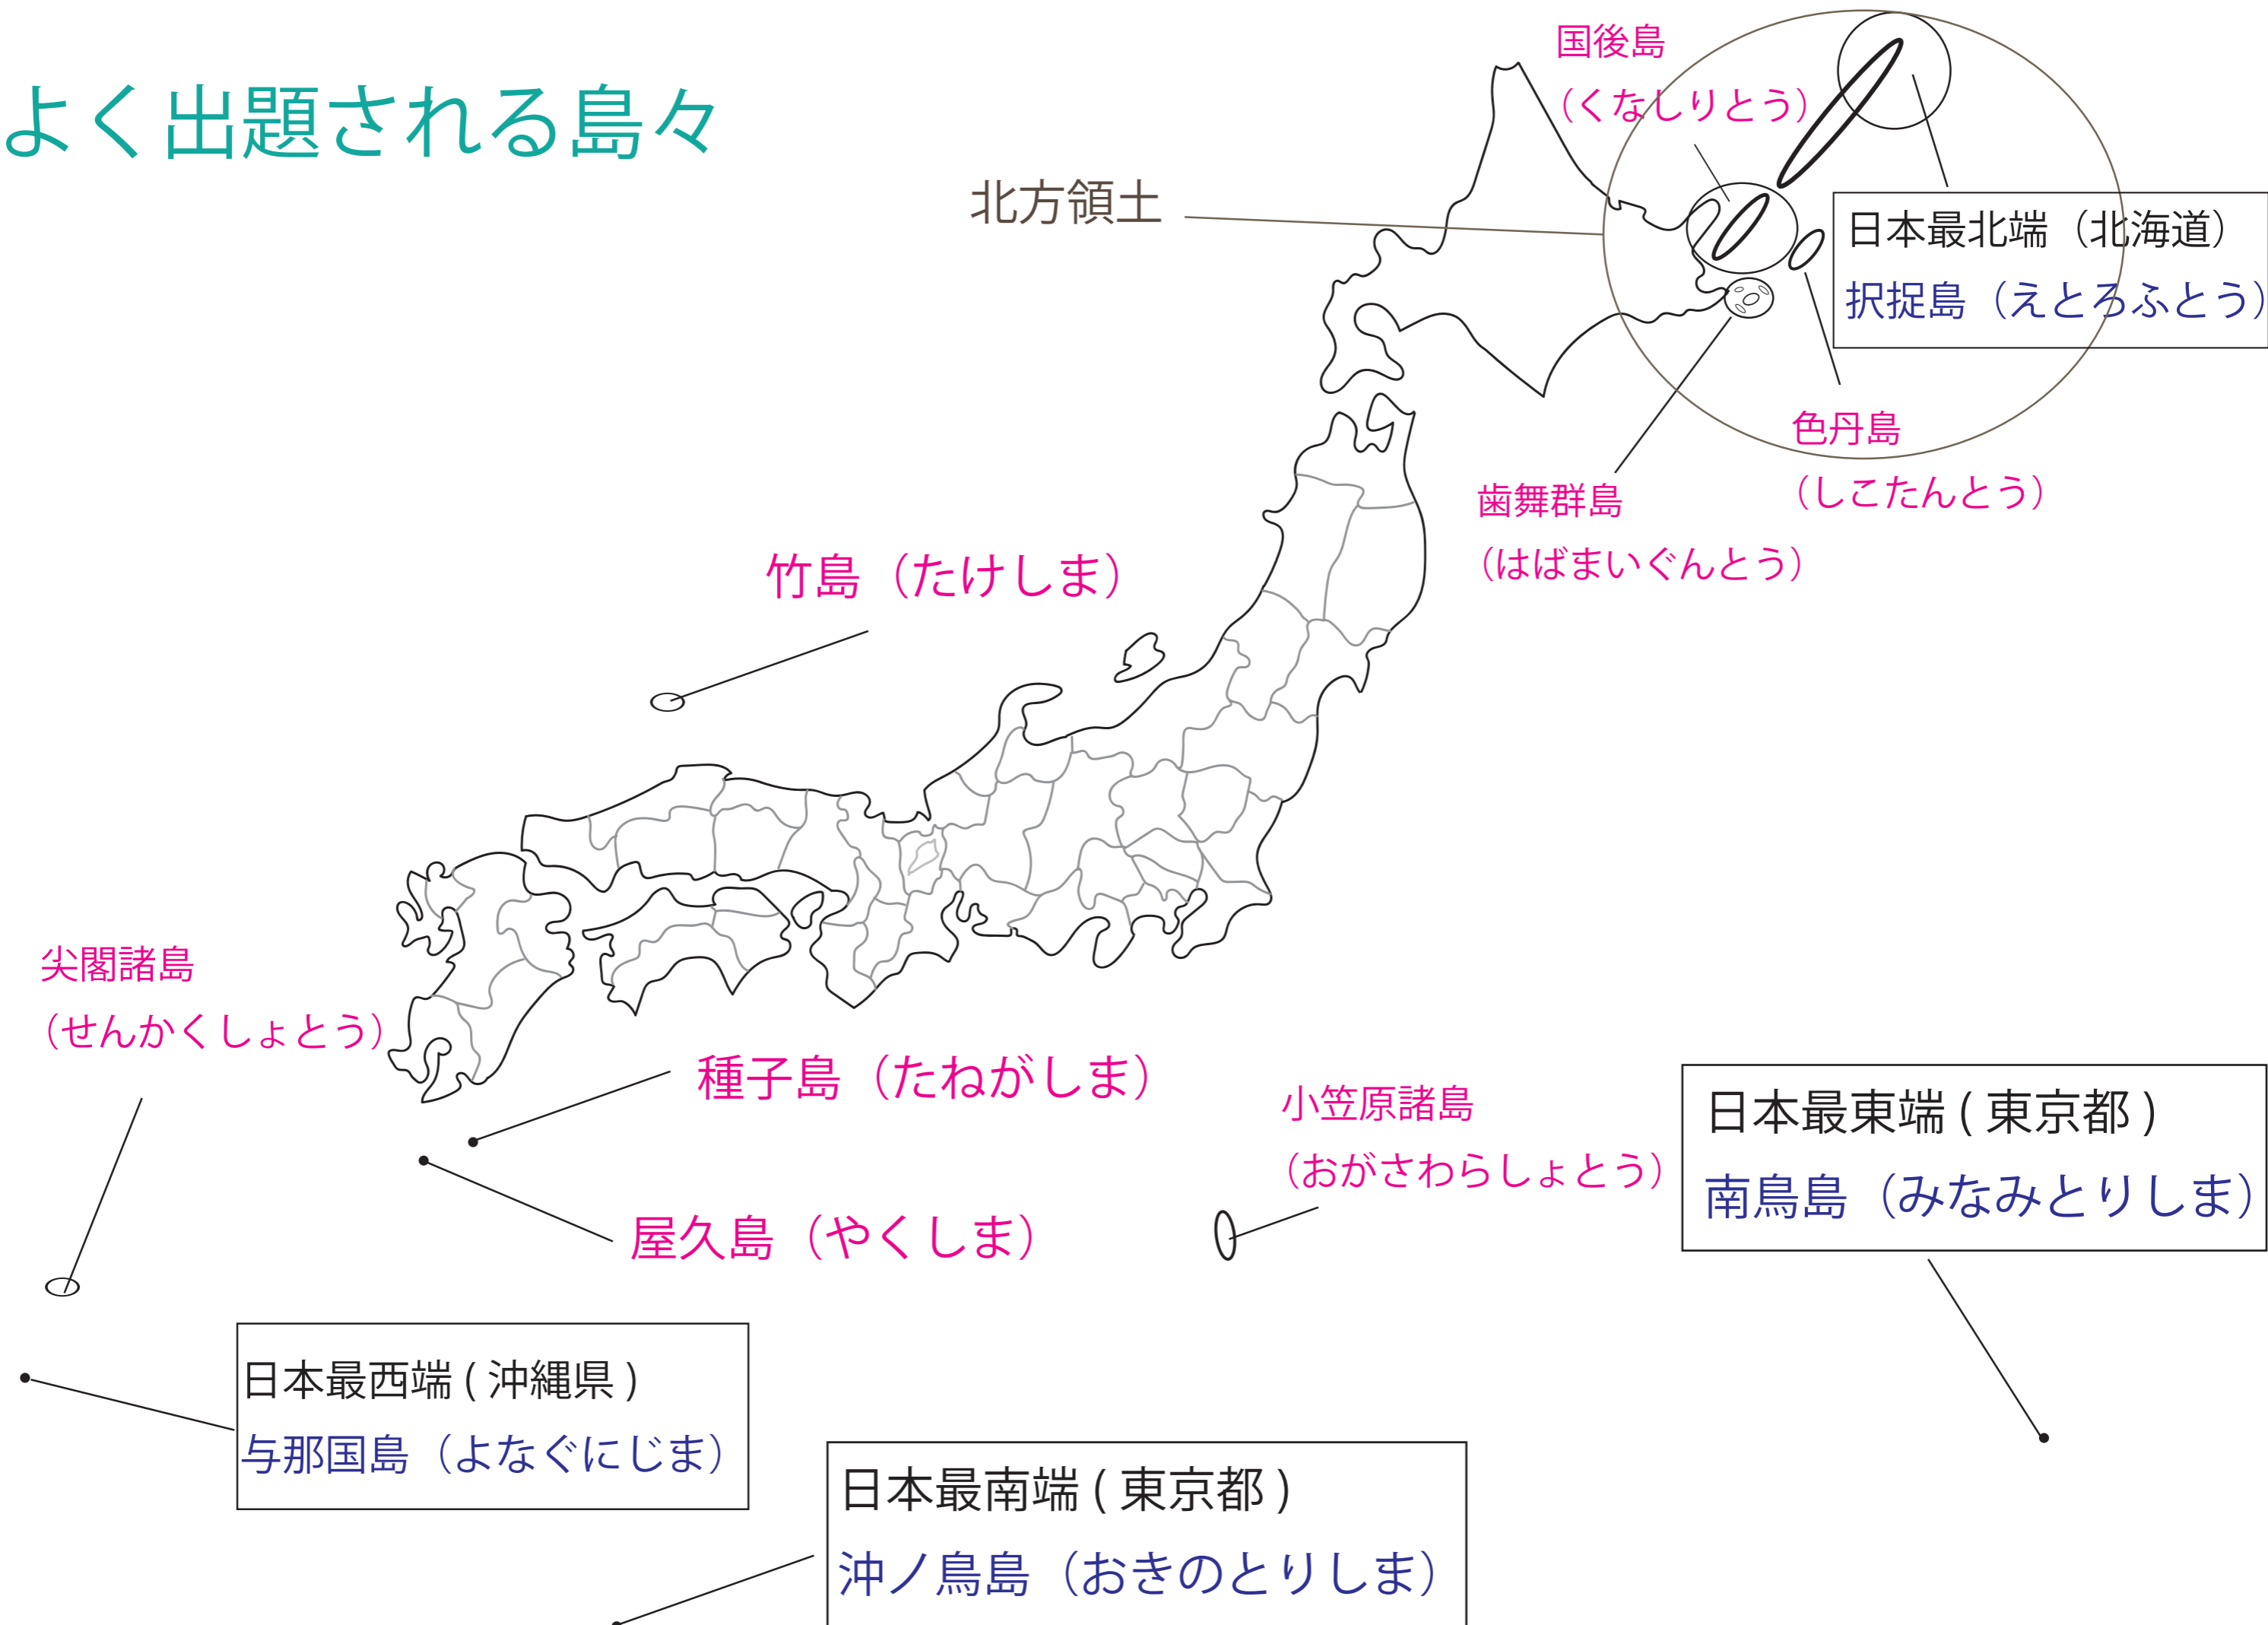 よく出題される島々
国後島
（くなしりとう）
北方領土
日本最北端（北海道）
択捉島（えとろふとう）
色丹島
（しこたんとう）
歯舞群島
（はばまいぐんとう）
竹島（たけしま）
尖閣諸島
（せんかくしょとう）
種子島（たねがしま）
屋久島（やくしま）
小笠原諸島
（おがさわらしょとう）
日本最東端(東京都)
南鳥島（みなみとりしま）
日本最西端(沖縄県)
与那国島（よなぐにじま）
日本最南端(東京都)
沖ノ鳥島（おきのとりしま）